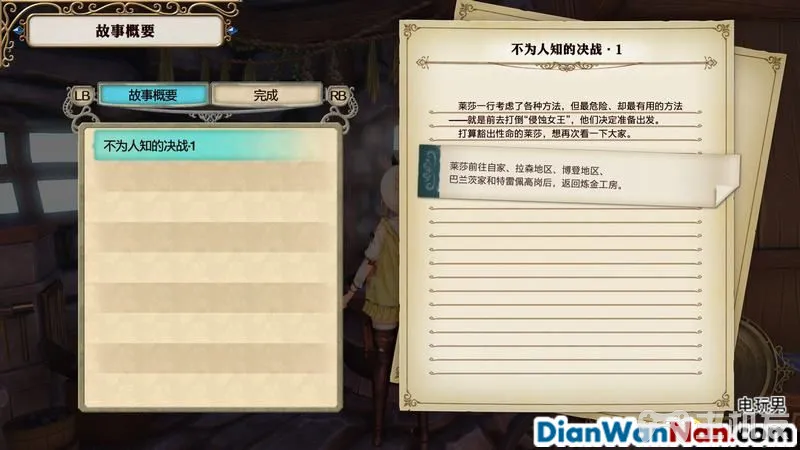 故事概要
不为人知的决战·1
LB
故事概要
完成
RB
不为人知的决战·1
莱莎一行考虑了各种方法，但最危险、却最有用的方法
——就是前去打倒“侵蚀女王”，他们决定准备出发。
打算豁出性命的莱莎，想再次看一下大家。
莱莎前往自家、拉森地区、博登地区、
巴兰茨家和特雷佩高岗后，返回炼金工房。
电玩男
DianWanNan.com